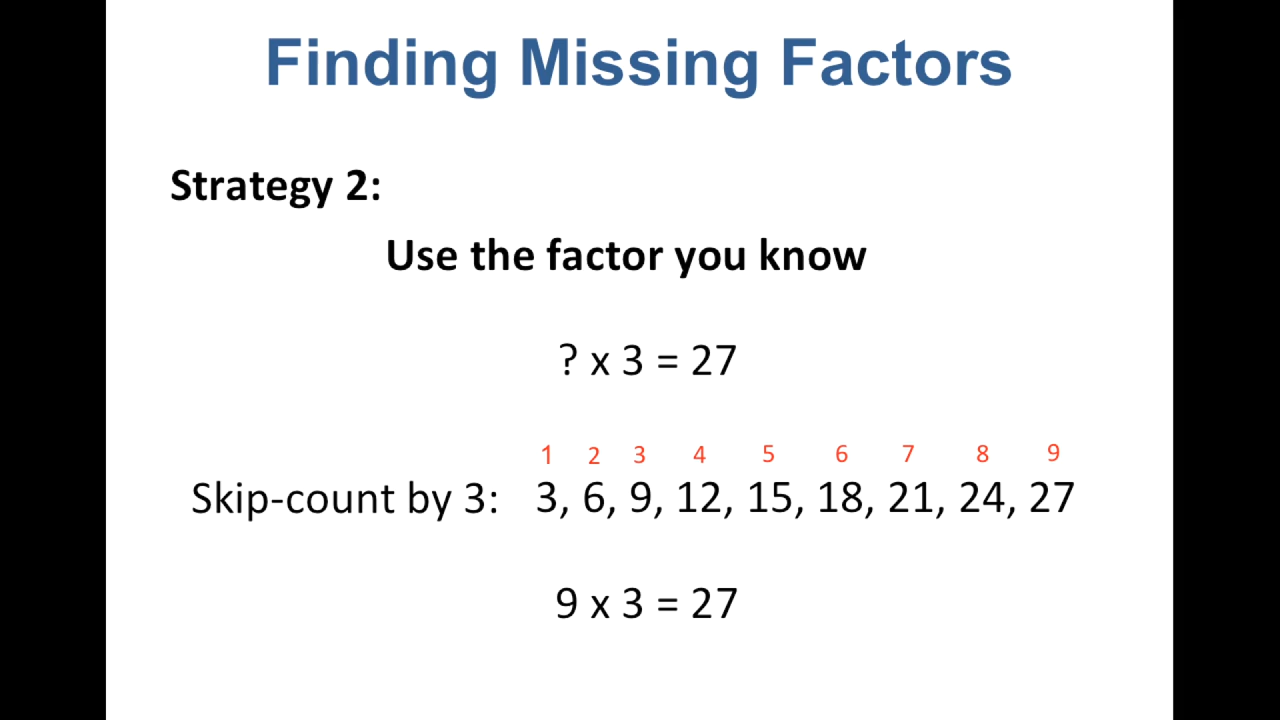 Finding Missing Factors
Strategy 2:
Use the factor you know
? x 3 = 27
1 2 3 4 5 6 7 8 9
Skip-count by 3: 3, 6, 9, 12, 15, 18, 21, 24, 27
9 x 3 = 27